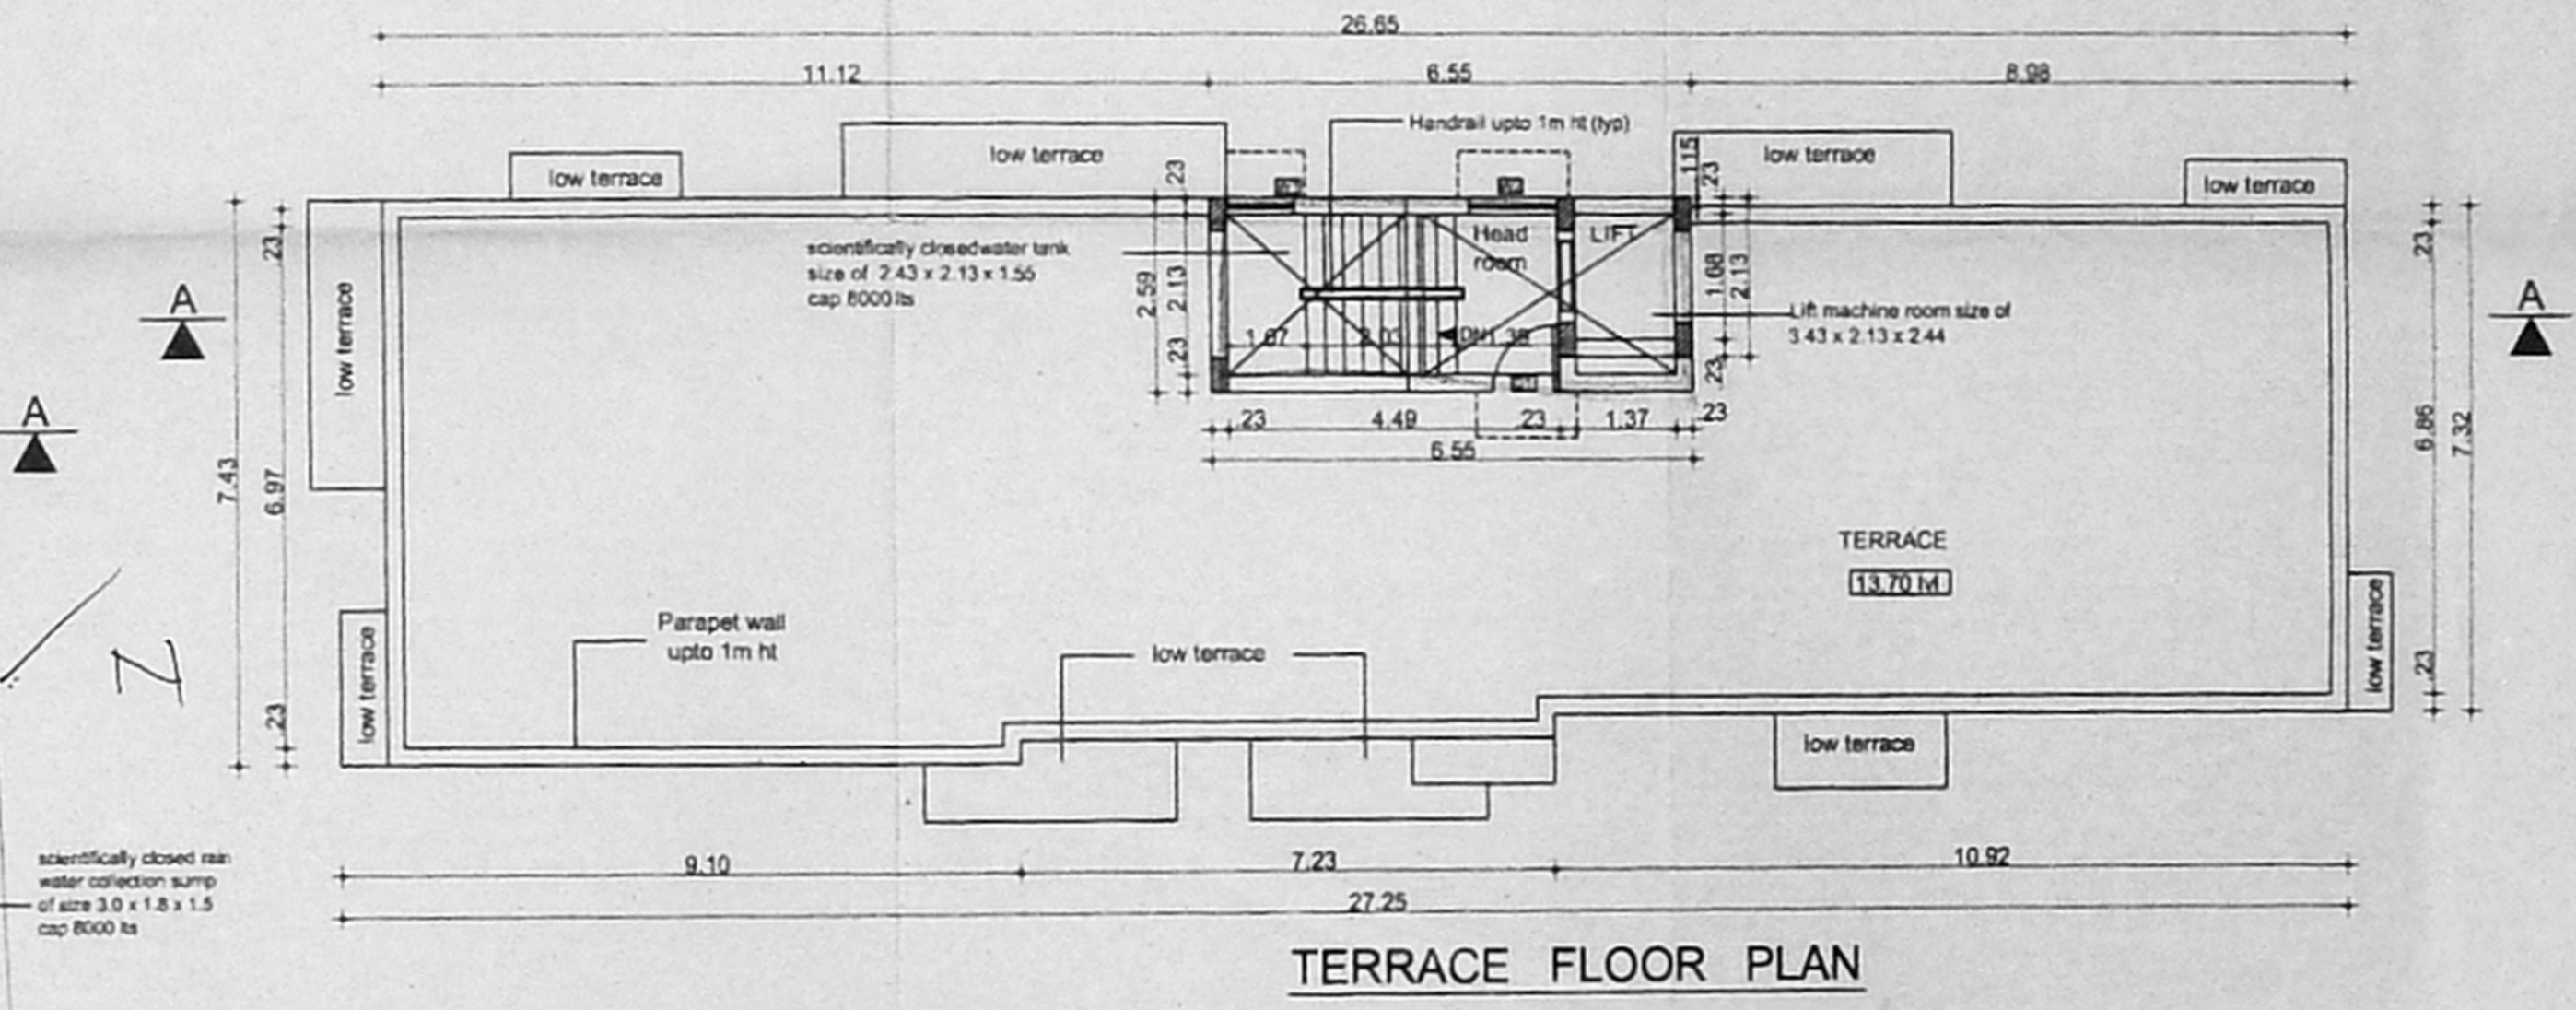 26.65
11.12
6.55
8.98
Handrail upto 1m ht (typ)
low terrace
low terrace
low terrace
low terrace
.23
.115
.23
scientifically closed water tank
size of 2.43 x 2.13 x 1.55
cap 8000 lts
Head
room
LIFT
.23
.23
A
A
low terrace
2.59
2.13
1.68
2.13
Lift machine room size of
3.43 x 2.13 x 2.44
DN
.23
.23
A
.23
4.49
.23
1.37
.23
6.55
7.43
6.97
6.86
7.32
TERRACE
13.70 M
Parapet wall
upto 1m ht
low terrace
low terrace
low terrace
.23
.23
N
low terrace
scientifically closed rain
water collection sump
of size 3.0 x 1.8 x 1.5
cap 8000 lts
9.10
7.23
10.92
27.25
TERRACE FLOOR PLAN